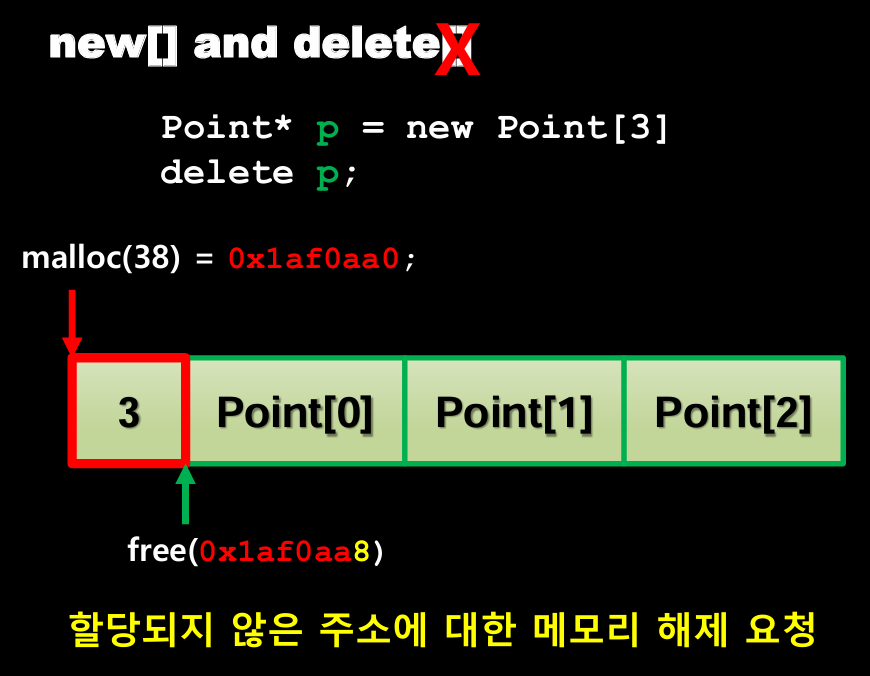 new[] and delete[]
X
Point* p = new Point[3]
delete p;
malloc(38) = 0x1af0aa0;
3 Point[0] Point[1] Point[2]
free(0x1af0aa8)
할당되지 않은 주소에 대한 메모리 해제 요청